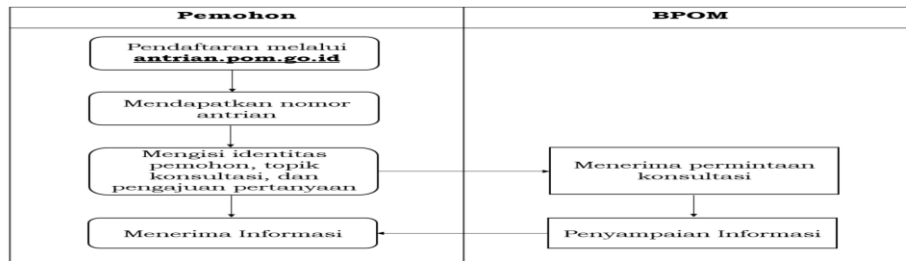 Pemohon
BPOM
Pendaftaran melalui
antrian.pom.go.id
Mendapatkan nomor
antrian
Mengisi identitas
pemohon, topik
konsultasi, dan
pengajuan pertanyaan
Menerima permintaan
konsultasi
Menerima Informasi
Penyampaian Informasi